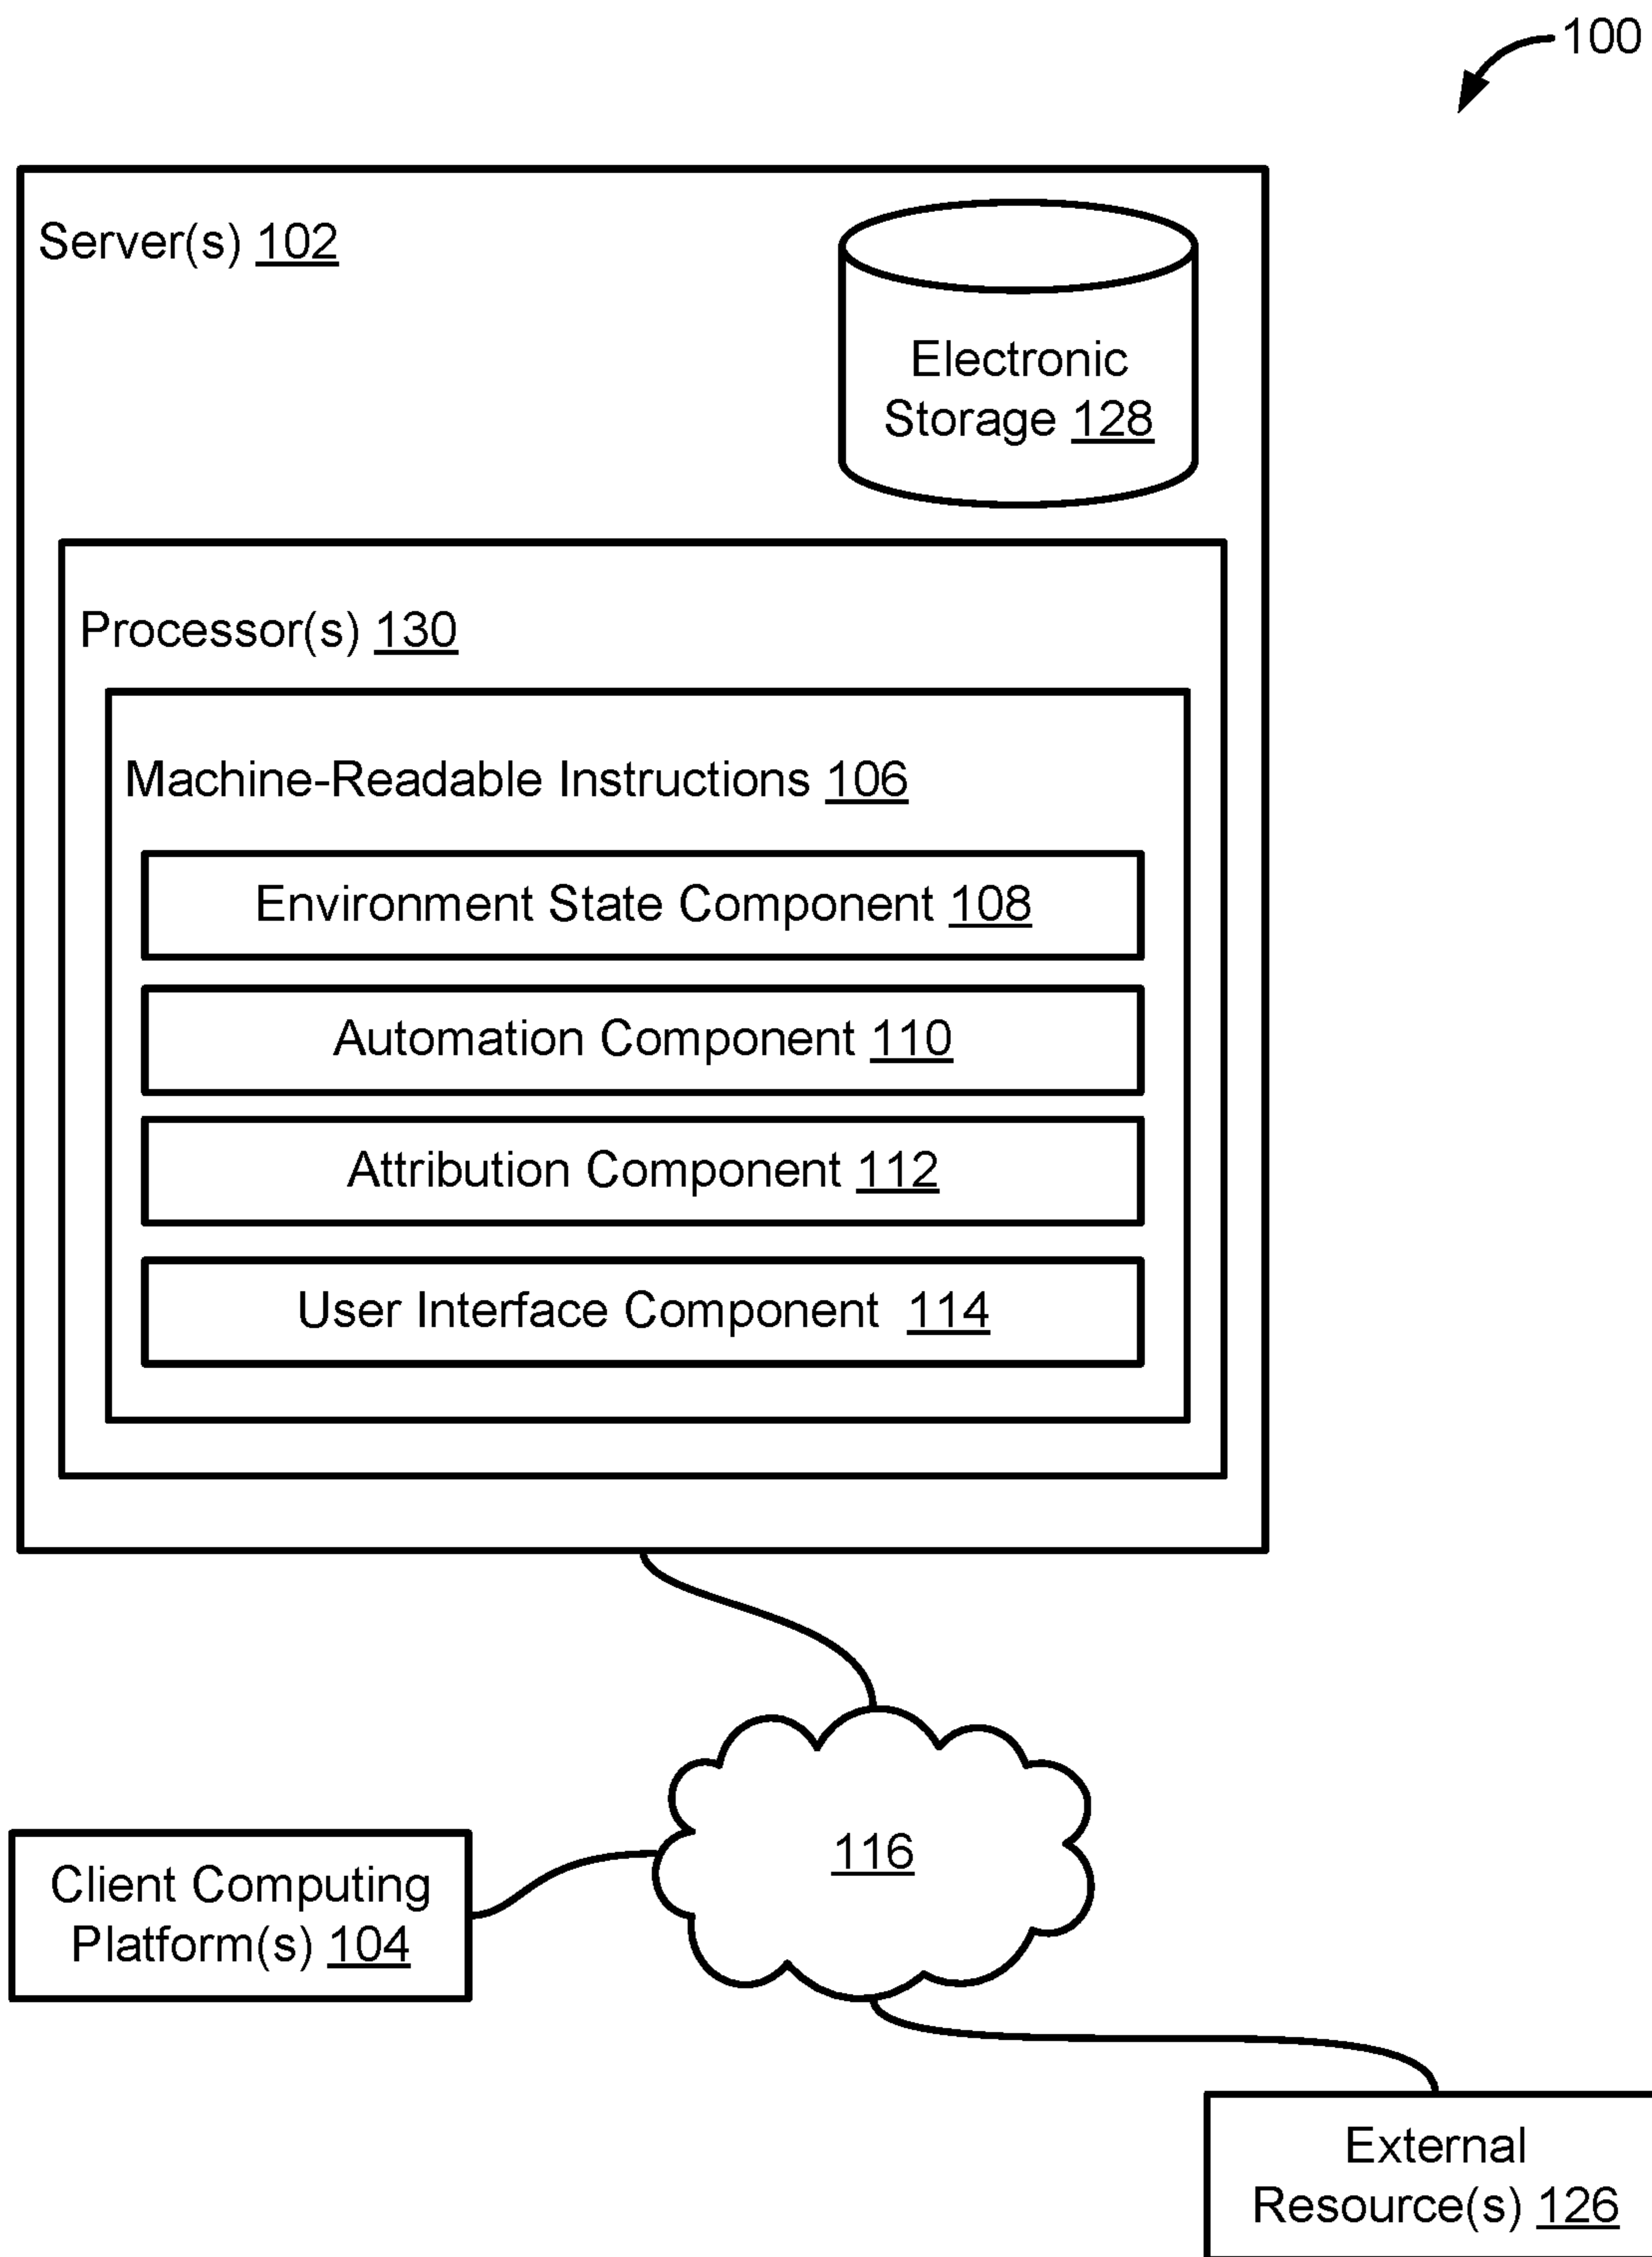 100
Server(s) 102
Electronic
Storage 128
Processor(s) 130
Machine-Readable Instructions 106
Environment State Component 108
Automation Component 110
Attribution Component 112
User Interface Component 114
116
Client Computing
Platform(s) 104
External
Resource(s) 126